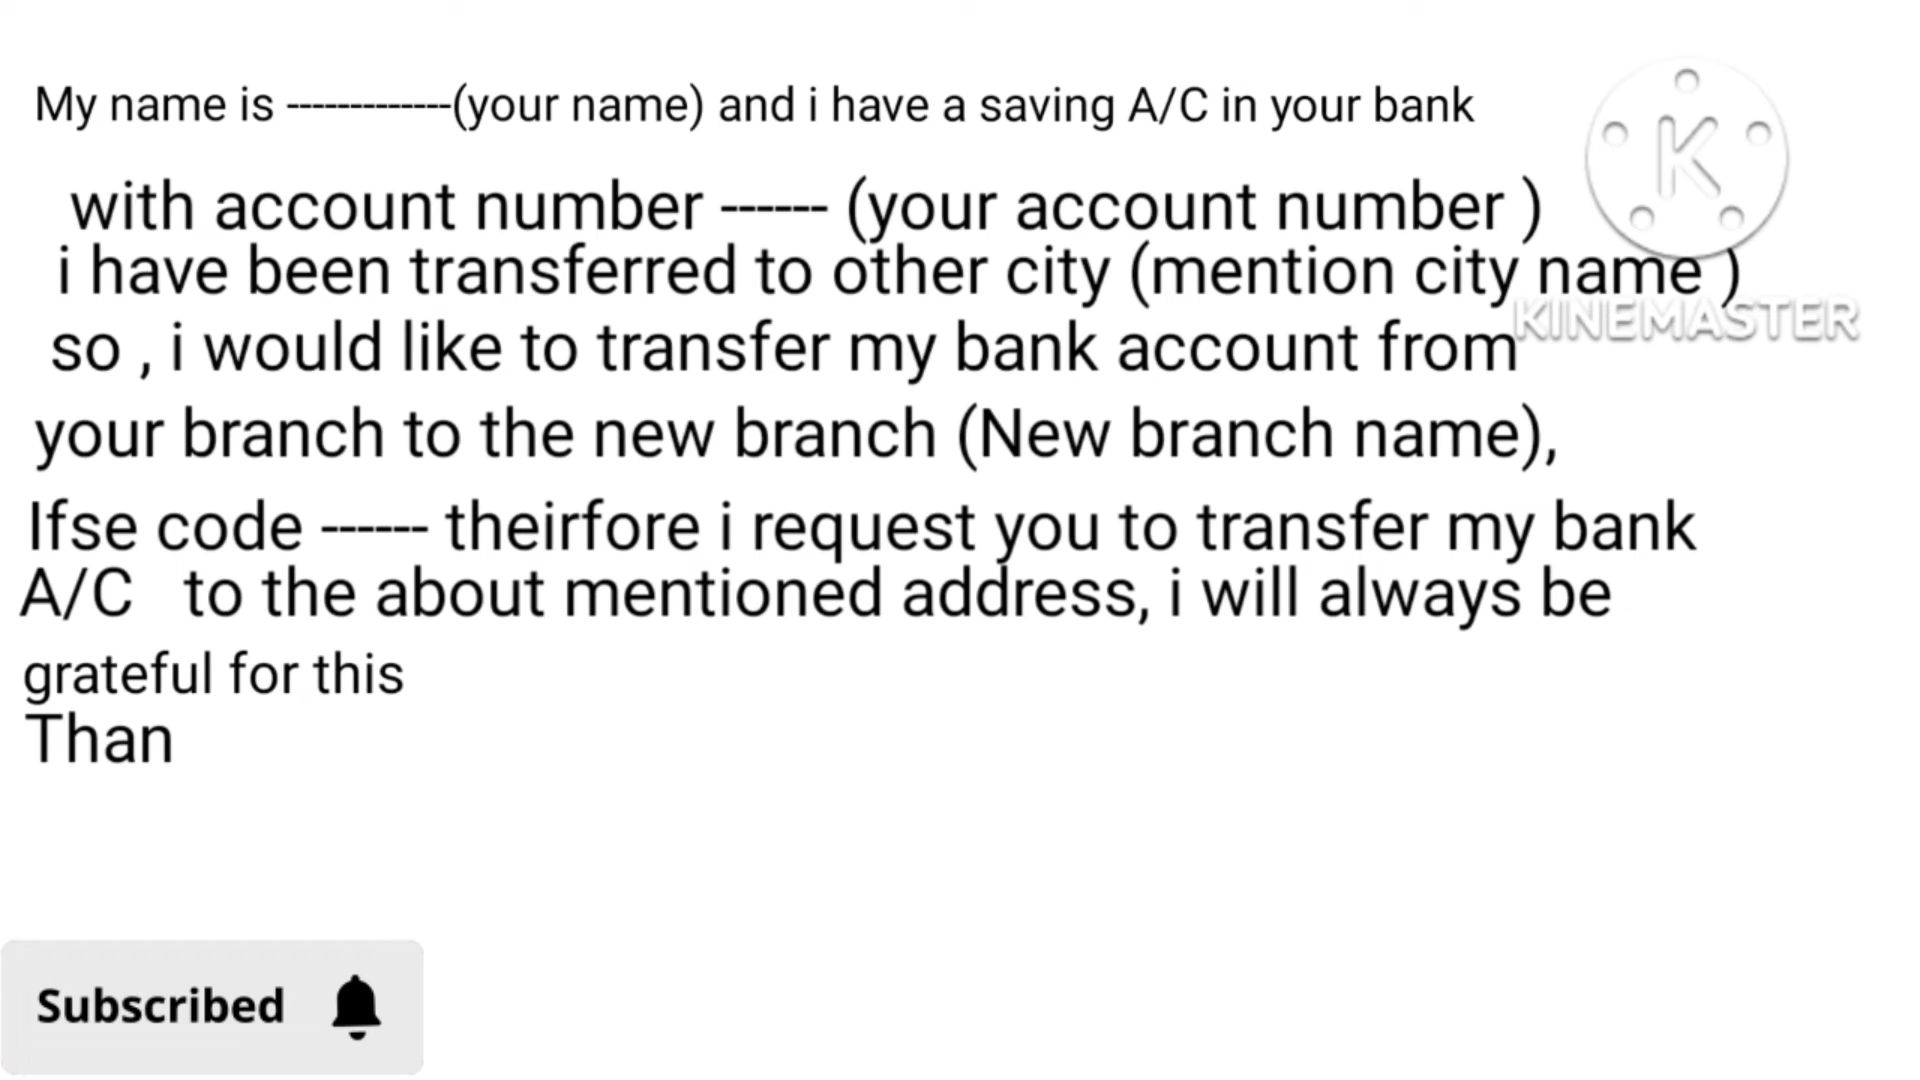 My name is -------------(your name) and i have a saving A/C in your bank
with account number ------ (your account number )
i have been transferred to other city (mention city name )
so , i would like to transfer my bank account from
your branch to the new branch (New branch name),
Ifse code ------ theirfore i request you to transfer my bank
A/C to the about mentioned address, i will always be
grateful for this
Than
K
KINEMASTER
Subscribed